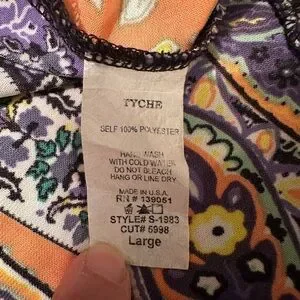 TYCHE
SELF 100% POLYESTER
HAND WASH
WITH COLD WATER
DO NOT BLEACH
HANG OR LINE DRY
MADE IN U.S.A.
RN # 139051
STYLE# S-1983
CUT# 5998
Large